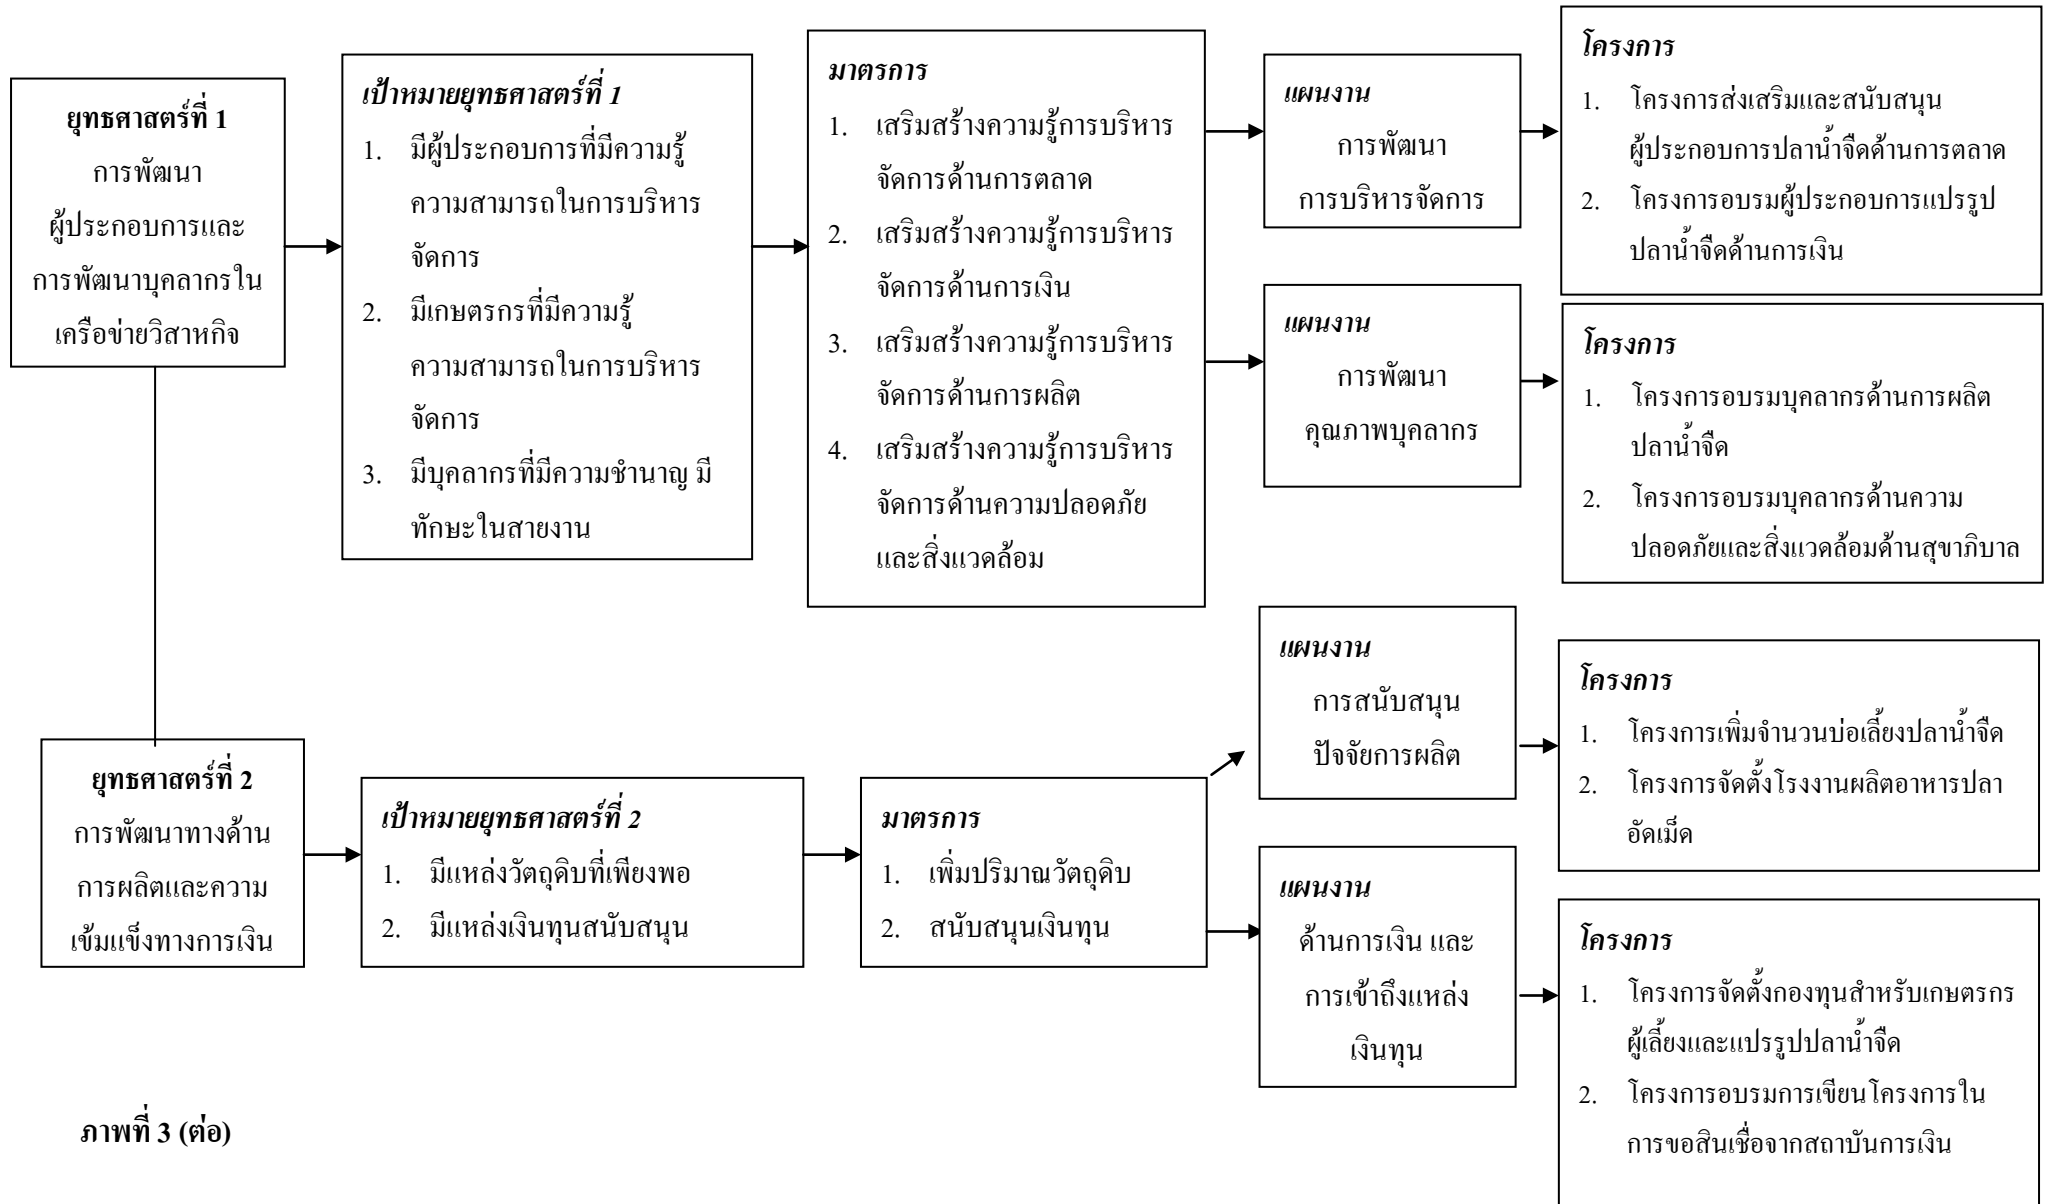 ยุทธศาสตร์ที่ 1
การพัฒนา
ผู้ประกอบการและ
การพัฒนาบุคลากรใน
เครือข่ายวิสาหกิจ
เป้าหมายยุทธศาสตร์ที่ 1
1. มีผู้ประกอบการที่มีความรู้
ความสามารถในการบริหาร
จัดการ
2. มีเกษตรกรที่มีความรู้
ความสามารถในการบริหาร
จัดการ
3. มีบุคลากรที่มีความชำนาญ มี
ทักษะในสายงาน
มาตรการ
1. เสริมสร้างความรู้การบริหาร
จัดการด้านการตลาด
2. เสริมสร้างความรู้การบริหาร
จัดการด้านการเงิน
3. เสริมสร้างความรู้การบริหาร
จัดการด้านการผลิต
4. เสริมสร้างความรู้การบริหาร
จัดการด้านความปลอดภัย
และสิ่งแวดล้อม
แผนงาน
การพัฒนา
การบริหารจัดการ
โครงการ
1. โครงการส่งเสริมและสนับสนุน
ผู้ประกอบการปลาน้ำจืดด้านการตลาด
2. โครงการอบรมผู้ประกอบการแปรรูป
ปลาน้ำจืดด้านการเงิน
แผนงาน
การพัฒนา
คุณภาพบุคลากร
โครงการ
1. โครงการอบรมบุคลากรด้านการผลิต
ปลาน้ำจืด
2. โครงการอบรมบุคลากรด้านความ
ปลอดภัยและสิ่งแวดล้อมด้านสุขาภิบาล
ยุทธศาสตร์ที่ 2
การพัฒนาทางด้าน
การผลิตและความ
เข้มแข็งทางการเงิน
เป้าหมายยุทธศาสตร์ที่ 2
1. มีแหล่งวัตถุดิบที่เพียงพอ
2. มีแหล่งเงินทุนสนับสนุน
มาตรการ
1. เพิ่มปริมาณวัตถุดิบ
2. สนับสนุนเงินทุน
แผนงาน
การสนับสนุน
ปัจจัยการผลิต
โครงการ
1. โครงการเพิ่มจำนวนบ่อเลี้ยงปลาน้ำจืด
2. โครงการจัดตั้งโรงงานผลิตอาหารปลา
อัดเม็ด
แผนงาน
ด้านการเงิน และ
การเข้าถึงแหล่ง
เงินทุน
โครงการ
1. โครงการจัดตั้งกองทุนสำหรับเกษตรกร
ผู้เลี้ยงและแปรรูปปลาน้ำจืด
2. โครงการอบรมการเขียนโครงการใน
การขอสินเชื่อจากสถาบันการเงิน
ภาพที่ 3 (ต่อ)